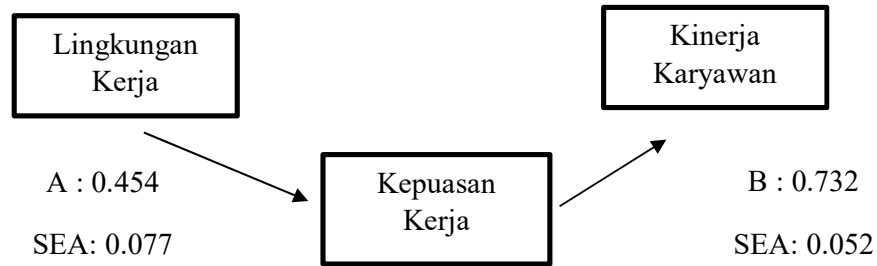 Lingkungan
Kerja
Kinerja
Karyawan
Kepuasan
Kerja
A : 0.454
SEA: 0.077
B : 0.732
SEA: 0.052